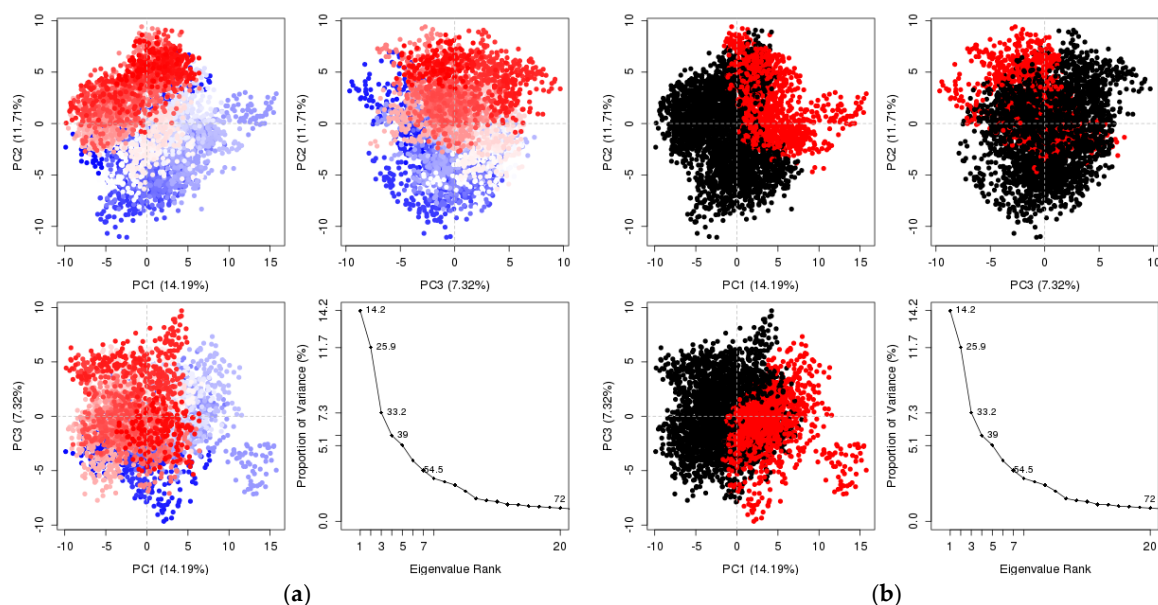 10
5
0
-5
-10
PC2 (11.71%)
-10 -5 0 5 10 15
PC1 (14.19%)
10
5
0
-5
-10
PC2 (11.71%)
-10 -5 0 5 10
PC3 (7.32%)
10
5
0
-5
-10
PC2 (11.71%)
-10 -5 0 5 10 15
PC1 (14.19%)
10
5
0
-5
-10
PC2 (11.71%)
-10 -5 0 5 10
PC3 (7.32%)
10
5
0
-5
-10
PC3 (7.32%)
-10 -5 0 5 10 15
PC1 (14.19%)
14.2
11.7
7.3
5.1
0.0
Proportion of Variance (%)
14.2
25.9
33.2
39
54.5
72
1 3 5 7 20
Eigenvalue Rank
10
5
0
-5
-10
PC3 (7.32%)
-10 -5 0 5 10 15
PC1 (14.19%)
14.2
11.7
7.3
5.1
0.0
Proportion of Variance (%)
14.2
25.9
33.2
39
54.5
72
1 3 5 7 20
Eigenvalue Rank
(a) (b)